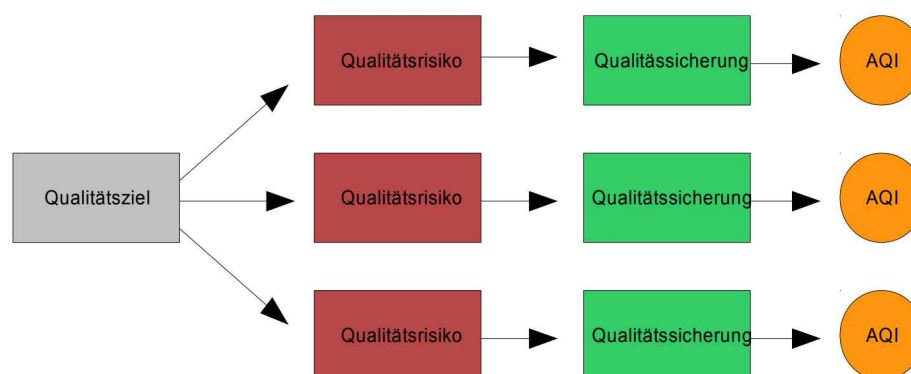 Qualitätsrisiko Qualitässicherung AQI
Qualitätsziel Qualitätsrisiko Qualitätssicherung AQI
Qualitätsrisiko Qualitätssicherung AQI